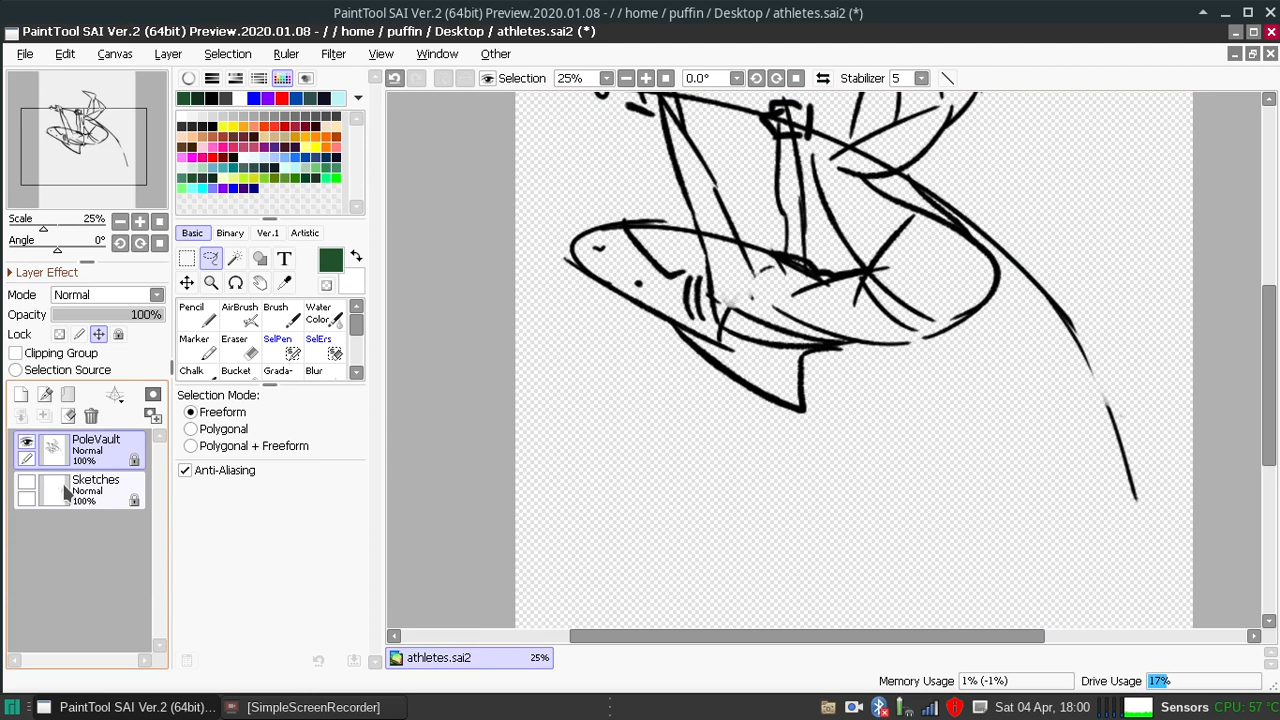 PaintTool SAI Ver.2 (64bit) Preview.2020.01.08 - / / home / puffin / Desktop / athletes.sai2 (*)
PaintTool SAI Ver.2 (64bit) Preview.2020.01.08 - / / home / puffin / Desktop / athletes.sai2 (*)
File Edit Canvas Layer Selection Ruler Filter View Window Other
Selection 25% 0.0° Stabilizer 5
Scale 25%
Angle 0°
Layer Effect
Mode Normal
Opacity 100%
Lock
Clipping Group
Selection Source
PoleVault
Normal
100%
Sketches
Normal
100%
Basic Binary Ver.1 Artistic
T
Pencil AirBrush Brush Water Color
Marker Eraser SelPen SelErs
Chalk Bucket Grada- Blur
Selection Mode:
Freeform
Polygonal
Polygonal + Freeform
Anti-Aliasing
athletes.sai2 25%
Memory Usage 1% (-1%) Drive Usage 17%
PaintTool SAI Ver.2 (64bit)... [SimpleScreenRecorder] Sat 04 Apr, 18:00 Sensors CPU: 57 °C